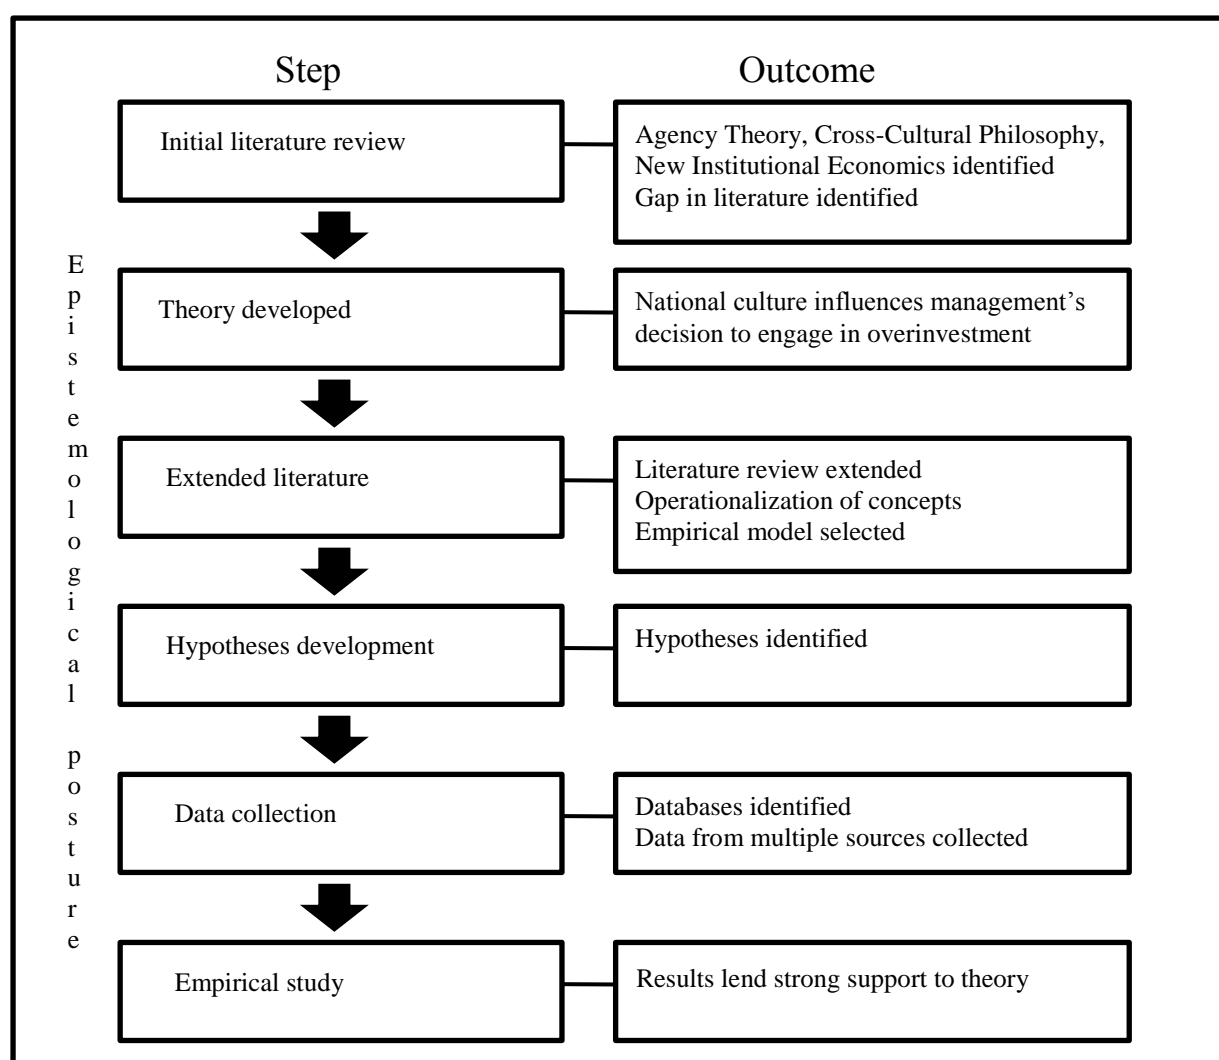 Step
Outcome
Initial literature review
Agency Theory, Cross-Cultural Philosophy,
New Institutional Economics identified
Gap in literature identified
Theory developed
National culture influences management’s
decision to engage in overinvestment
Extended literature
Literature review extended
Operationalization of concepts
Empirical model selected
Hypotheses development
Hypotheses identified
Data collection
Databases identified
Data from multiple sources collected
Empirical study
Results lend strong support to theory
Epistemological posture